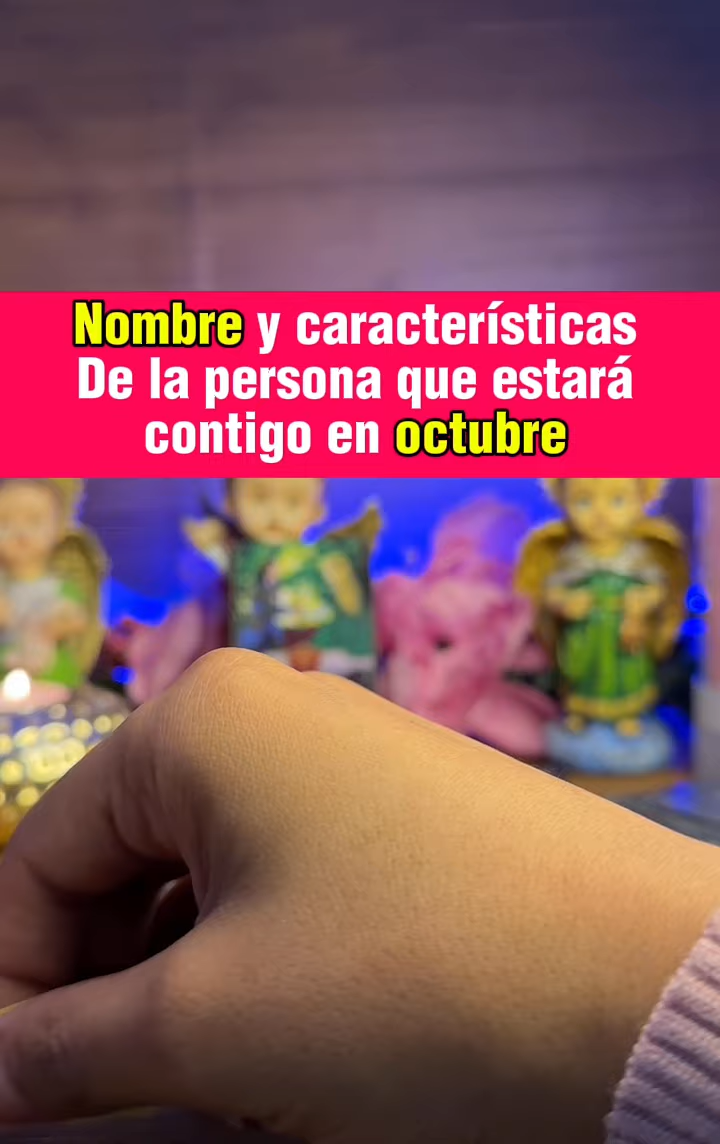 Nombre y características
De la persona que estará
contigo en octubre